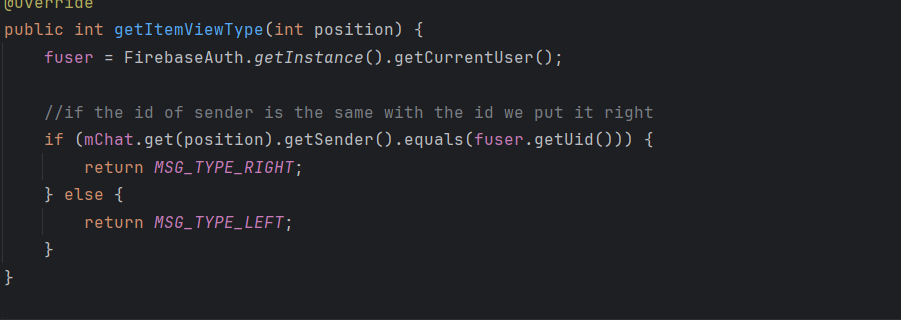 @Override
public int getItemViewType(int position) {
    fuser = FirebaseAuth.getInstance().getCurrentUser();
    //if the id of sender is the same with the id we put it right
    if (mChat.get(position).getSender().equals(fuser.getUid())) {
        return MSG_TYPE_RIGHT;
    } else {
        return MSG_TYPE_LEFT;
    }
}